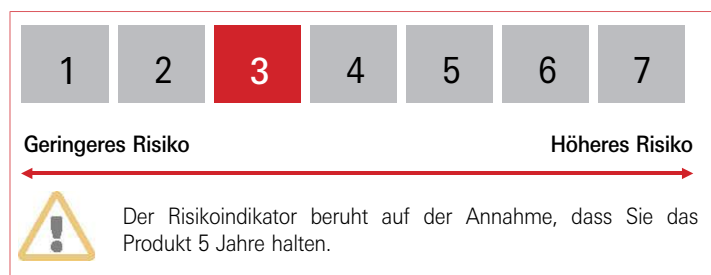 1 2 3 4 5 6 7
Geringeres Risiko Höheres Risiko
Der Risikoindikator beruht auf der Annahme, dass Sie das
Produkt 5 Jahre halten.